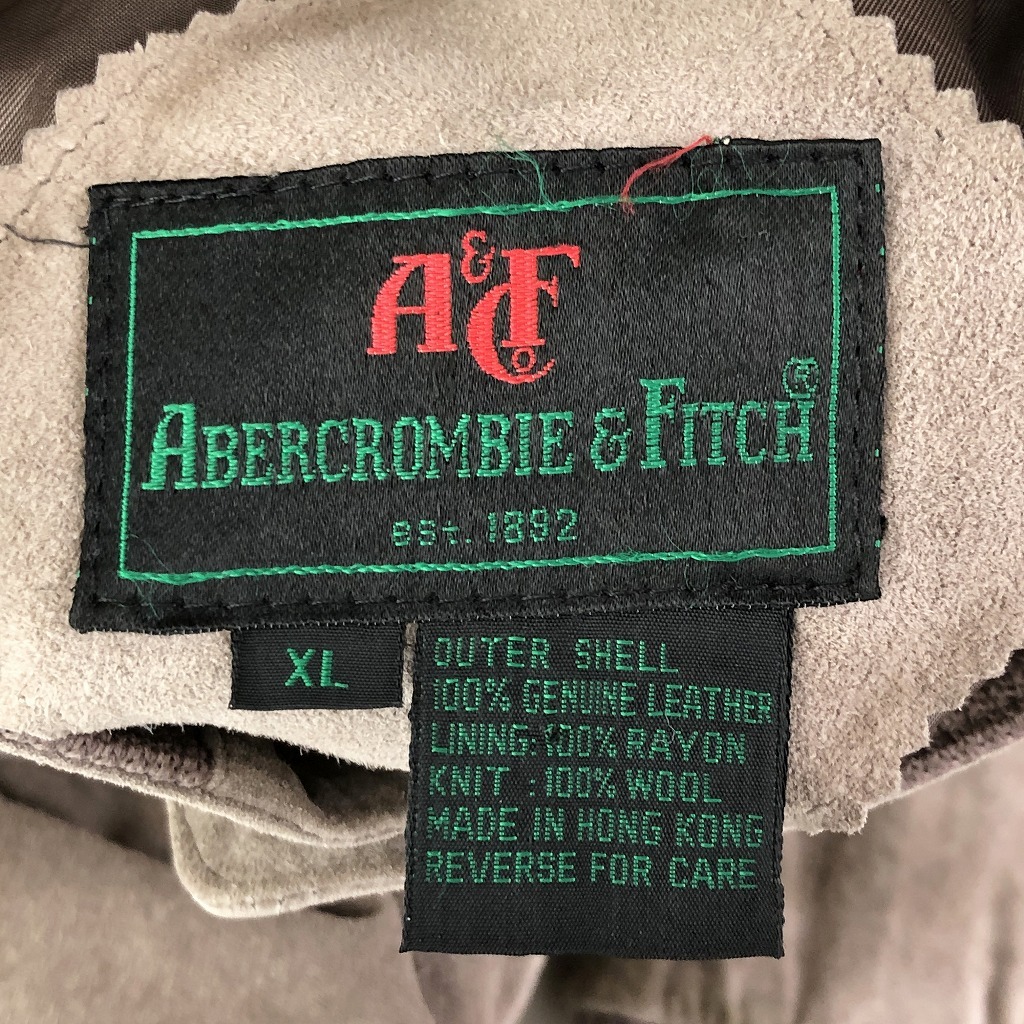 A&F Co
ABERCROMBIE & FITCH®
est. 1892
XL
OUTER SHELL
100% GENUINE LEATHER
LINING: 100% RAYON
KNIT : 100% WOOL
MADE IN HONG KONG
REVERSE FOR CARE